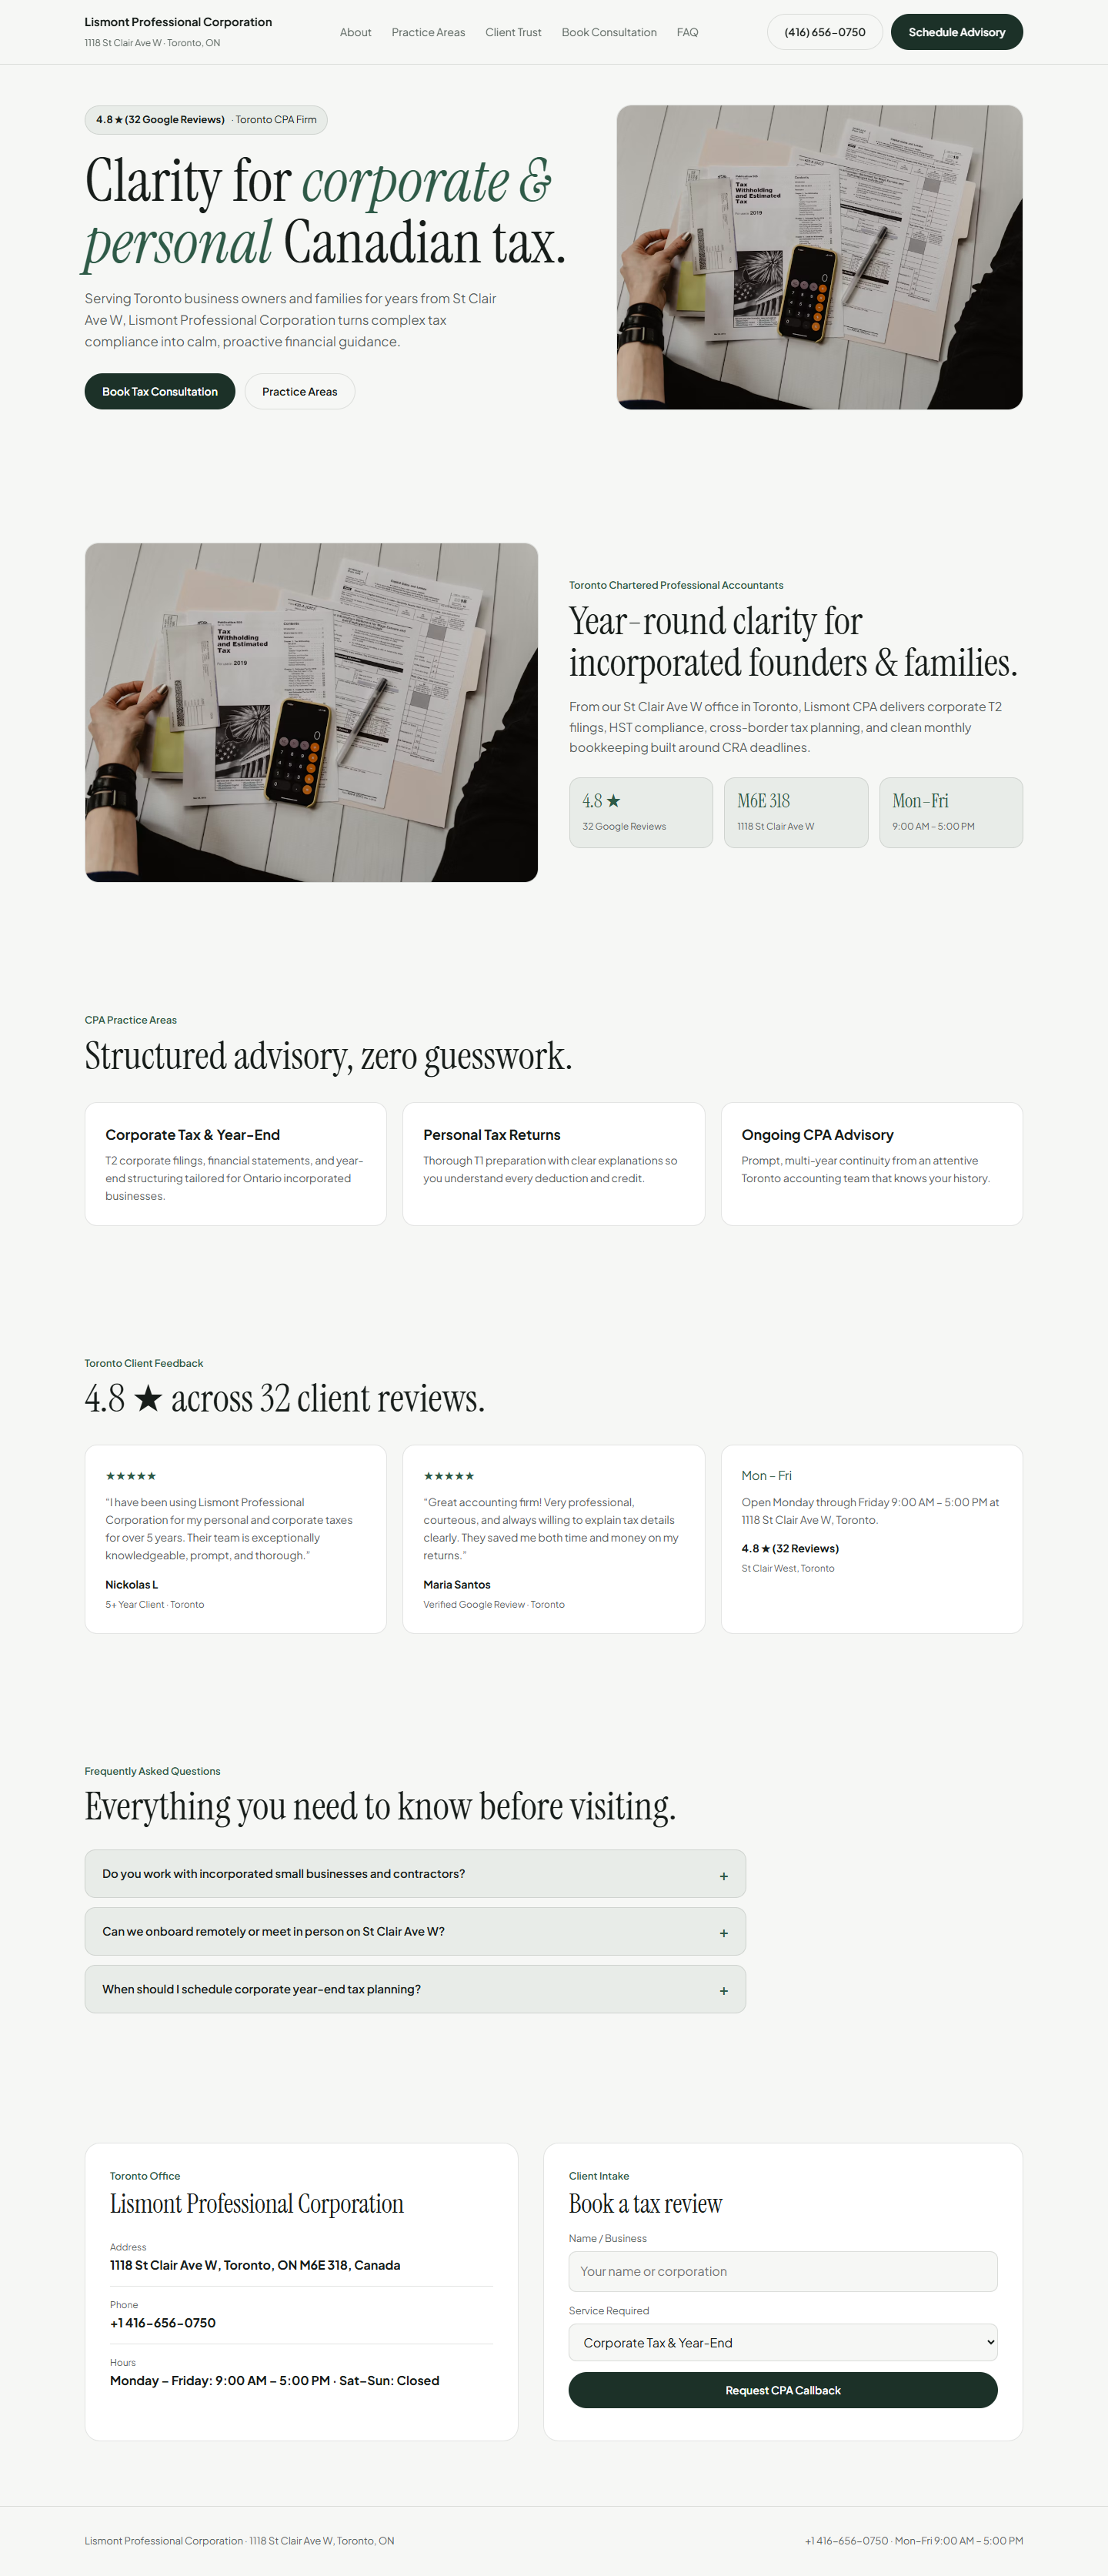 Lismont Professional Corporation
1118 St Clair Ave W · Toronto, ON
About
Practice Areas
Client Trust
Book Consultation
FAQ
(416) 656-0750
Schedule Advisory
4.8 ★ (32 Google Reviews) · Toronto CPA Firm
Clarity for corporate &
personal Canadian tax.
Serving Toronto business owners and families for years from St Clair
Ave W, Lismont Professional Corporation turns complex tax
compliance into calm, proactive financial guidance.
Book Tax Consultation
Practice Areas
Tax
Withholding
and Estimated
Tax
2019
Tax
Withholding
and Estimated
Tax
2019
Toronto Chartered Professional Accountants
Year-round clarity for
incorporated founders & families.
From our St Clair Ave W office in Toronto, Lismont CPA delivers corporate T2
filings, HST compliance, cross-border tax planning, and clean monthly
bookkeeping built around CRA deadlines.
4.8 ★
32 Google Reviews
M6E 318
1118 St Clair Ave W
Mon–Fri
9:00 AM – 5:00 PM
CPA Practice Areas
Structured advisory, zero guesswork.
Corporate Tax & Year-End
T2 corporate filings, financial statements, and year-
end structuring tailored for Ontario incorporated
businesses.
Personal Tax Returns
Thorough T1 preparation with clear explanations so
you understand every deduction and credit.
Ongoing CPA Advisory
Prompt, multi-year continuity from an attentive
Toronto accounting team that knows your history.
Toronto Client Feedback
4.8 ★ across 32 client reviews.
★★★★★
"I have been using Lismont Professional
Corporation for my personal and corporate taxes
for over 5 years. Their team is exceptionally
knowledgeable, prompt, and thorough."
Nickolas L
5+ Year Client · Toronto
★★★★★
"Great accounting firm! Very professional,
courteous, and always willing to explain tax details
clearly. They saved me both time and money on my
returns."
Maria Santos
Verified Google Review · Toronto
Mon – Fri
Open Monday through Friday 9:00 AM – 5:00 PM at
1118 St Clair Ave W, Toronto.
4.8 ★ (32 Reviews)
St Clair West, Toronto
Frequently Asked Questions
Everything you need to know before visiting.
Do you work with incorporated small businesses and contractors? +
Can we onboard remotely or meet in person on St Clair Ave W? +
When should I schedule corporate year-end tax planning? +
Toronto Office
Lismont Professional Corporation
Address
1118 St Clair Ave W, Toronto, ON M6E 318, Canada
Phone
+1 416-656-0750
Hours
Monday – Friday: 9:00 AM – 5:00 PM · Sat–Sun: Closed
Client Intake
Book a tax review
Name / Business
Your name or corporation
Service Required
Corporate Tax & Year-End
Request CPA Callback
Lismont Professional Corporation · 1118 St Clair Ave W, Toronto, ON
+1 416-656-0750 · Mon–Fri 9:00 AM – 5:00 PM